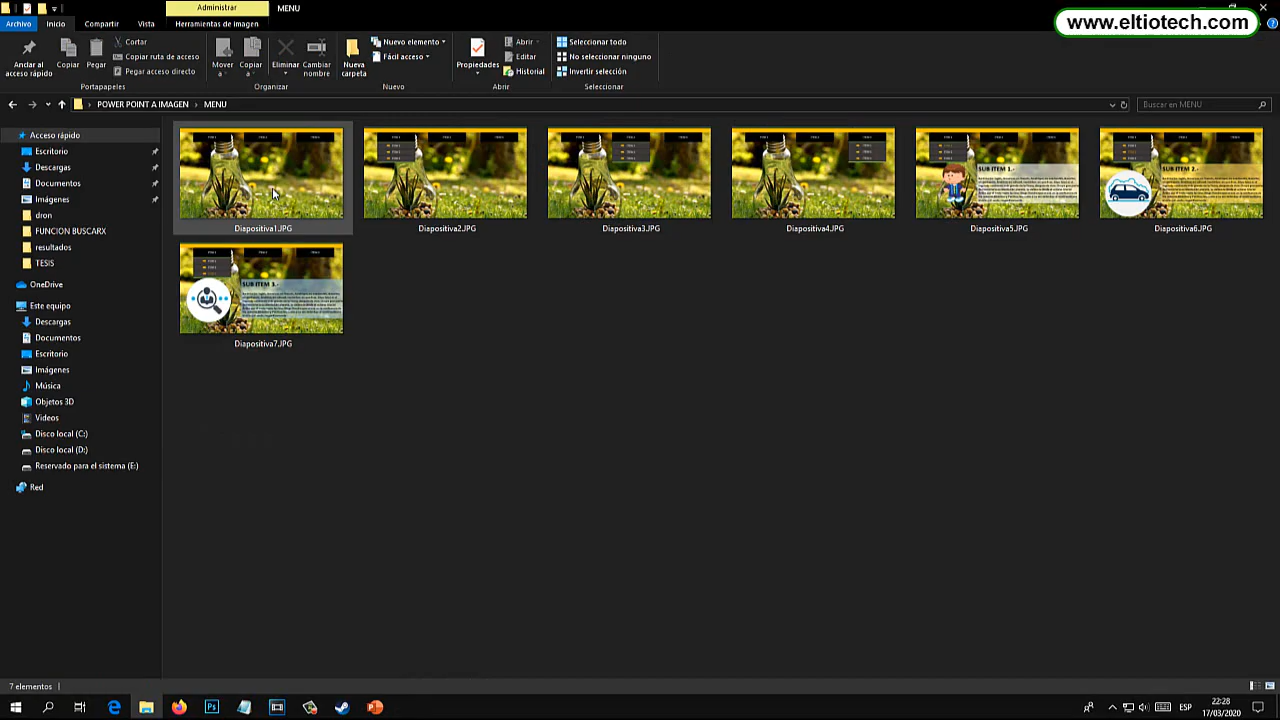 Administrar
MENU
www.eltiotech.com
Archivo
Inicio
Compartir
Vista
Herramientas de imagen
Anclar al acceso rápido
Copiar
Pegar
Cortar
Copiar ruta de acceso
Pegar acceso directo
Portapapeles
Mover a
Copiar a
Eliminar
Cambiar nombre
Organizar
Nueva carpeta
Nuevo elemento
Fácil acceso
Nuevo
Propiedades
Abrir
Editar
Historial
Abrir
Seleccionar todo
No seleccionar ninguno
Invertir selección
Seleccionar
POWER POINT A IMAGEN > MENU
Buscar en MENU
Acceso rápido
Escritorio
Descargas
Documentos
Imágenes
dron
FUNCION BUSCARX
resultados
TESIS
OneDrive
Este equipo
Descargas
Documentos
Escritorio
Imágenes
Música
Objetos 3D
Videos
Disco local (C:)
Disco local (D:)
Reservado para el sistema (E:)
Red
Diapositiva1.JPG
Diapositiva2.JPG
Diapositiva3.JPG
Diapositiva4.JPG
SUB ITEM 1.-
Diapositiva5.JPG
SUB ITEM 2.-
Diapositiva6.JPG
SUB ITEM 3.-
Diapositiva7.JPG
7 elementos
ESP
22:28
17/03/2020